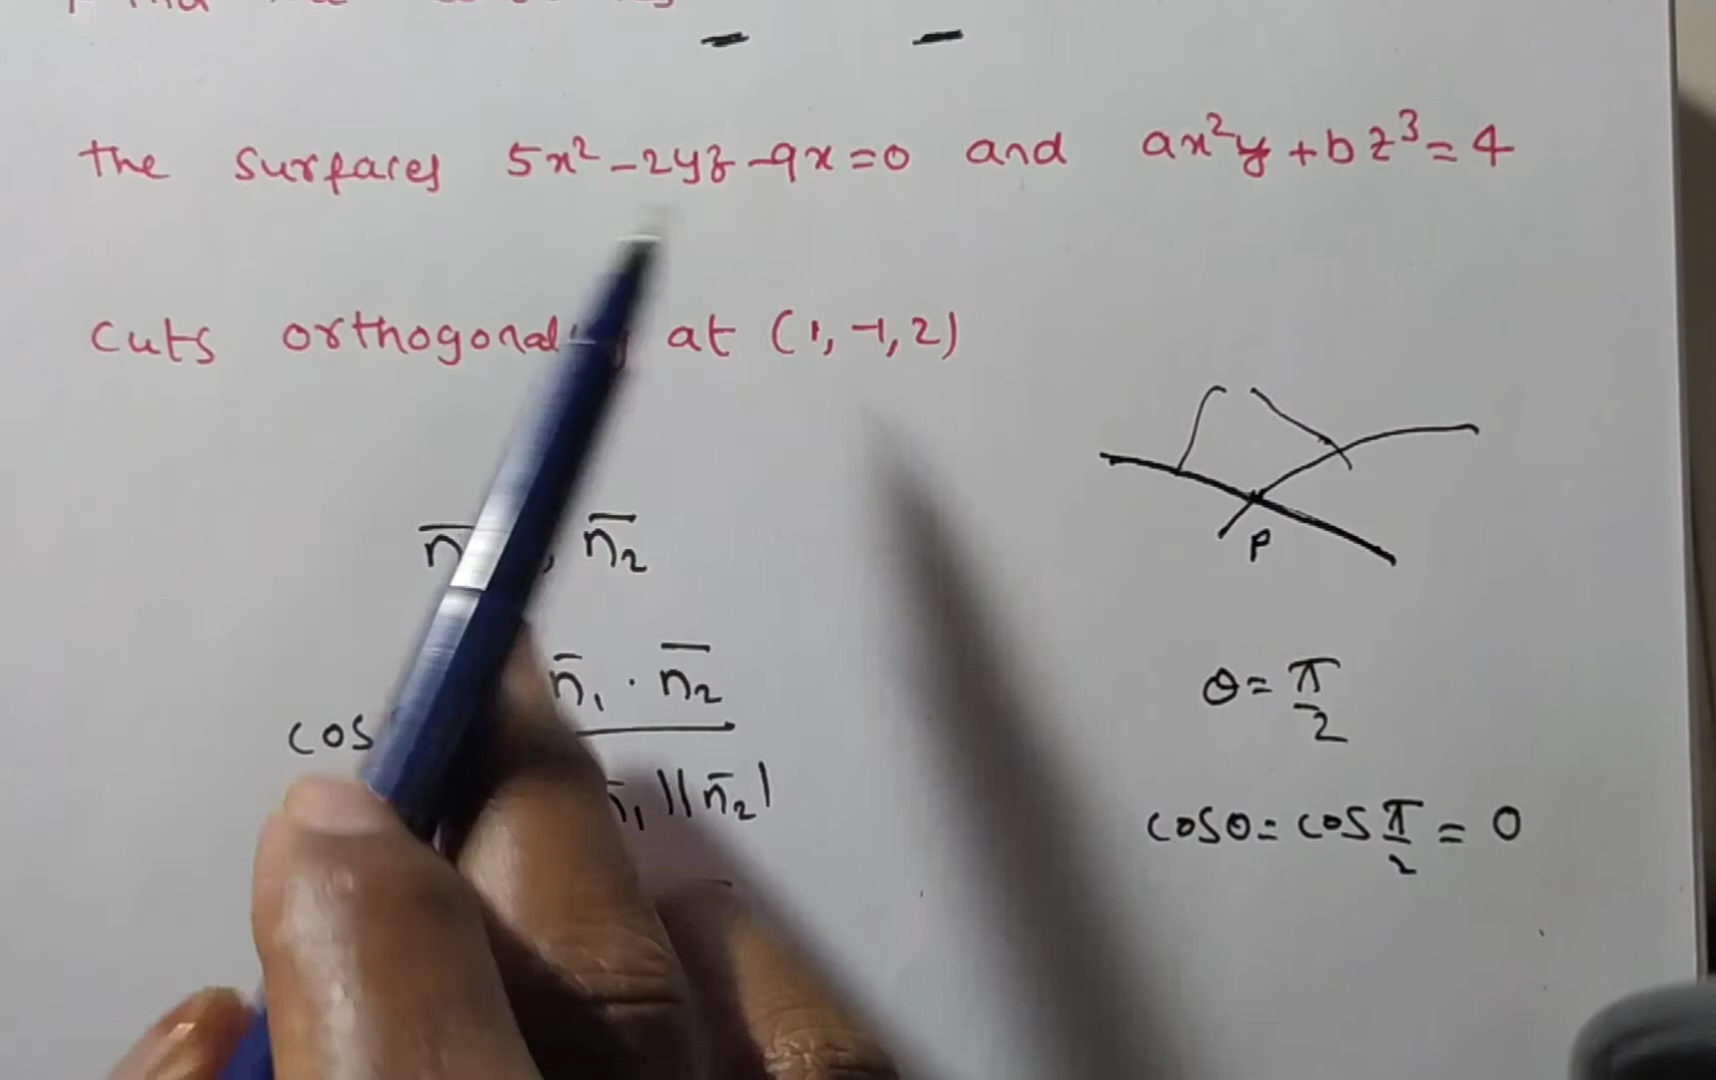 the surfaces 5x² - 2yz - 9x = 0 and ax²y + bz³ = 4
cuts at (1, -1, 2)
P
n̄₂
θ = π/2
cos n̄₁ · n̄₂
n̄₁ | | n̄₂ |
cosθ = cos π/2 = 0